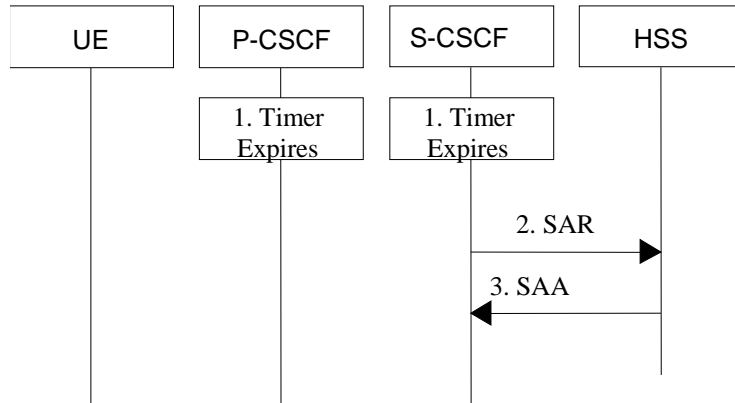 UE
P-CSCF
S-CSCF
HSS
1. Timer
Expires
1. Timer
Expires
2. SAR
3. SAA